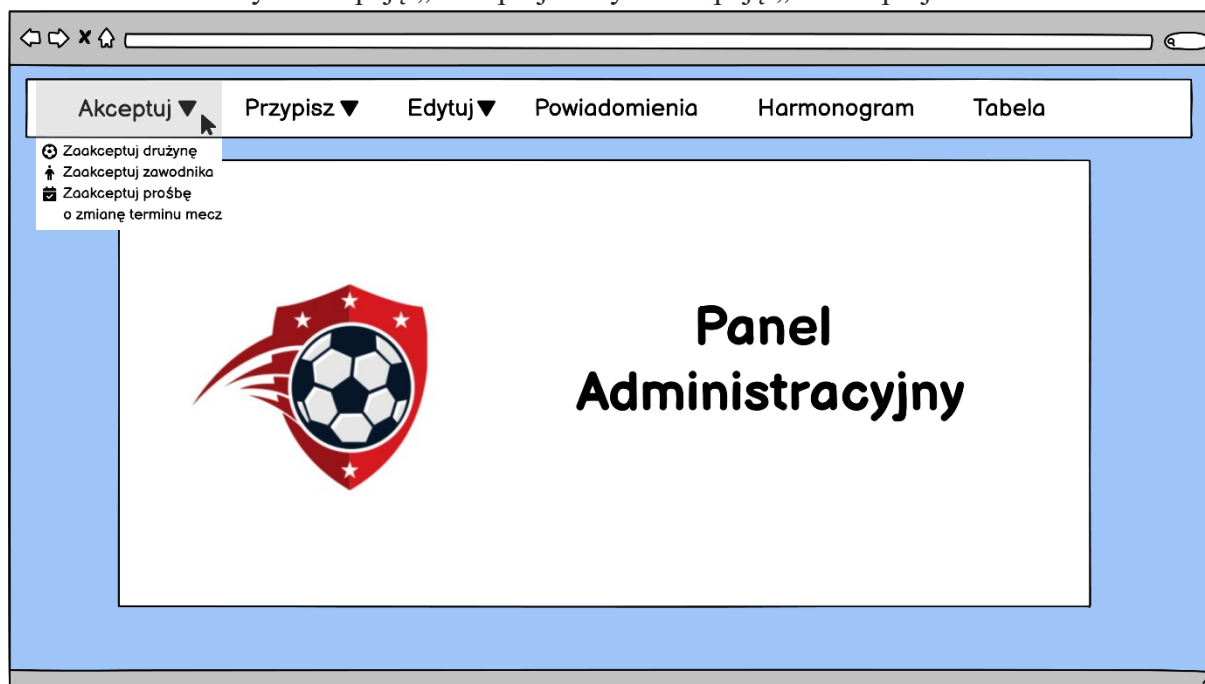 Akceptuj ▼ Przypisz ▼ Edytuj ▼ Powiadomienia Harmonogram Tabela
Zaakceptuj drużynę
Zaakceptuj zawodnika
Zaakceptuj prośbę
o zmianę terminu mecz
Panel
Administracyjny